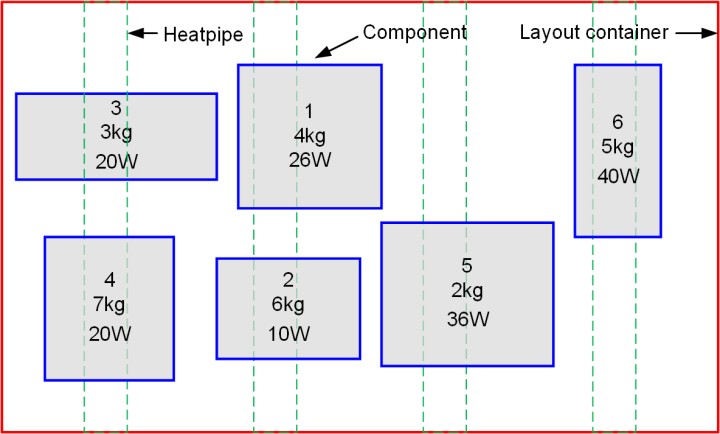 Heatpipe
Component
Layout container
3
3kg
20W
1
4kg
26W
6
5kg
40W
4
7kg
20W
2
6kg
10W
5
2kg
36W